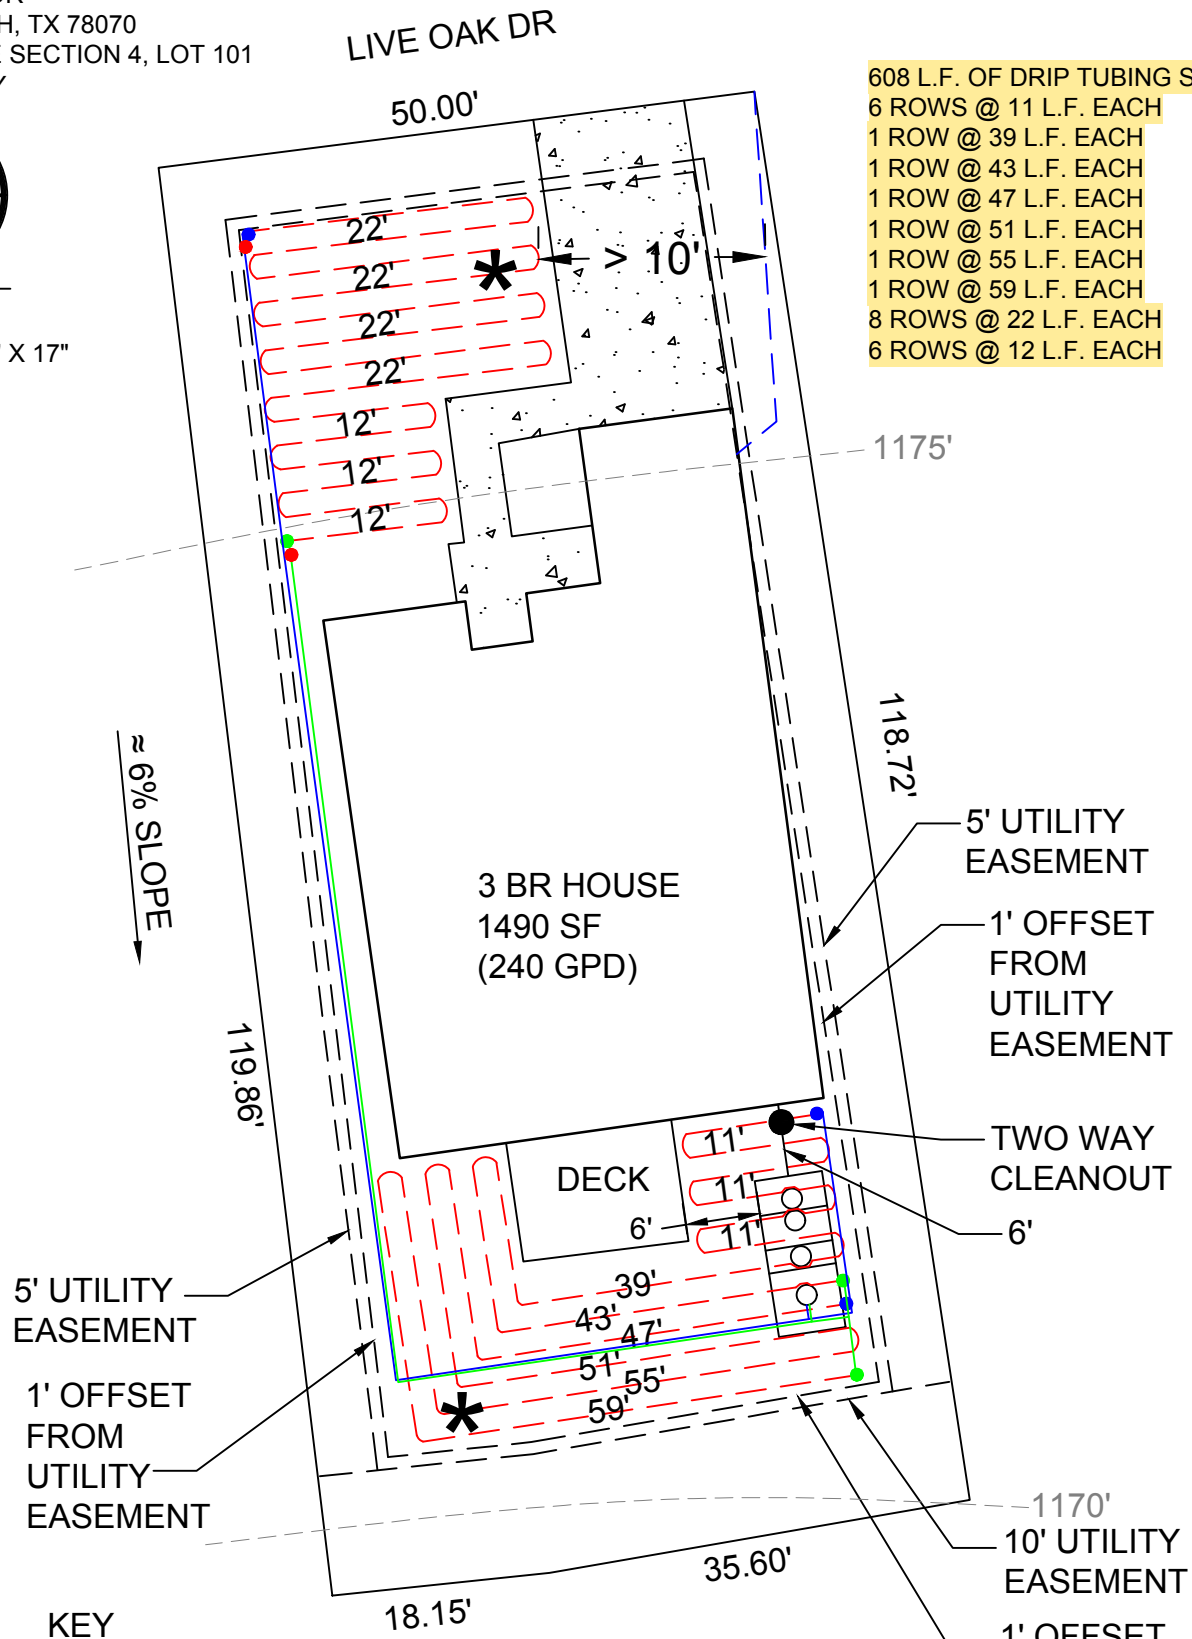 H, TX 78070
SECTION 4, LOT 101
X 17"
LIVE OAK DR
50.00'
608 L.F. OF DRIP TUBING
6 ROWS @ 11 L.F. EACH
1 ROW @ 39 L.F. EACH
1 ROW @ 43 L.F. EACH
1 ROW @ 47 L.F. EACH
1 ROW @ 51 L.F. EACH
1 ROW @ 55 L.F. EACH
1 ROW @ 59 L.F. EACH
8 ROWS @ 22 L.F. EACH
6 ROWS @ 12 L.F. EACH
22'
22'
22'
22'
12'
12'
12'
*
> 10'
1175'
≈ 6% SLOPE
118.72'
119.86'
3 BR HOUSE
1490 SF
(240 GPD)
5' UTILITY
EASEMENT
1' OFFSET
FROM
UTILITY
EASEMENT
TWO WAY
CLEANOUT
6'
DECK
11'
11'
11'
6'
39'
43'
47'
51'
55'
59'
*
5' UTILITY
EASEMENT
1' OFFSET
FROM
UTILITY
EASEMENT
1170'
10' UTILITY
EASEMENT
1' OFFSET
35.60'
18.15'
KEY